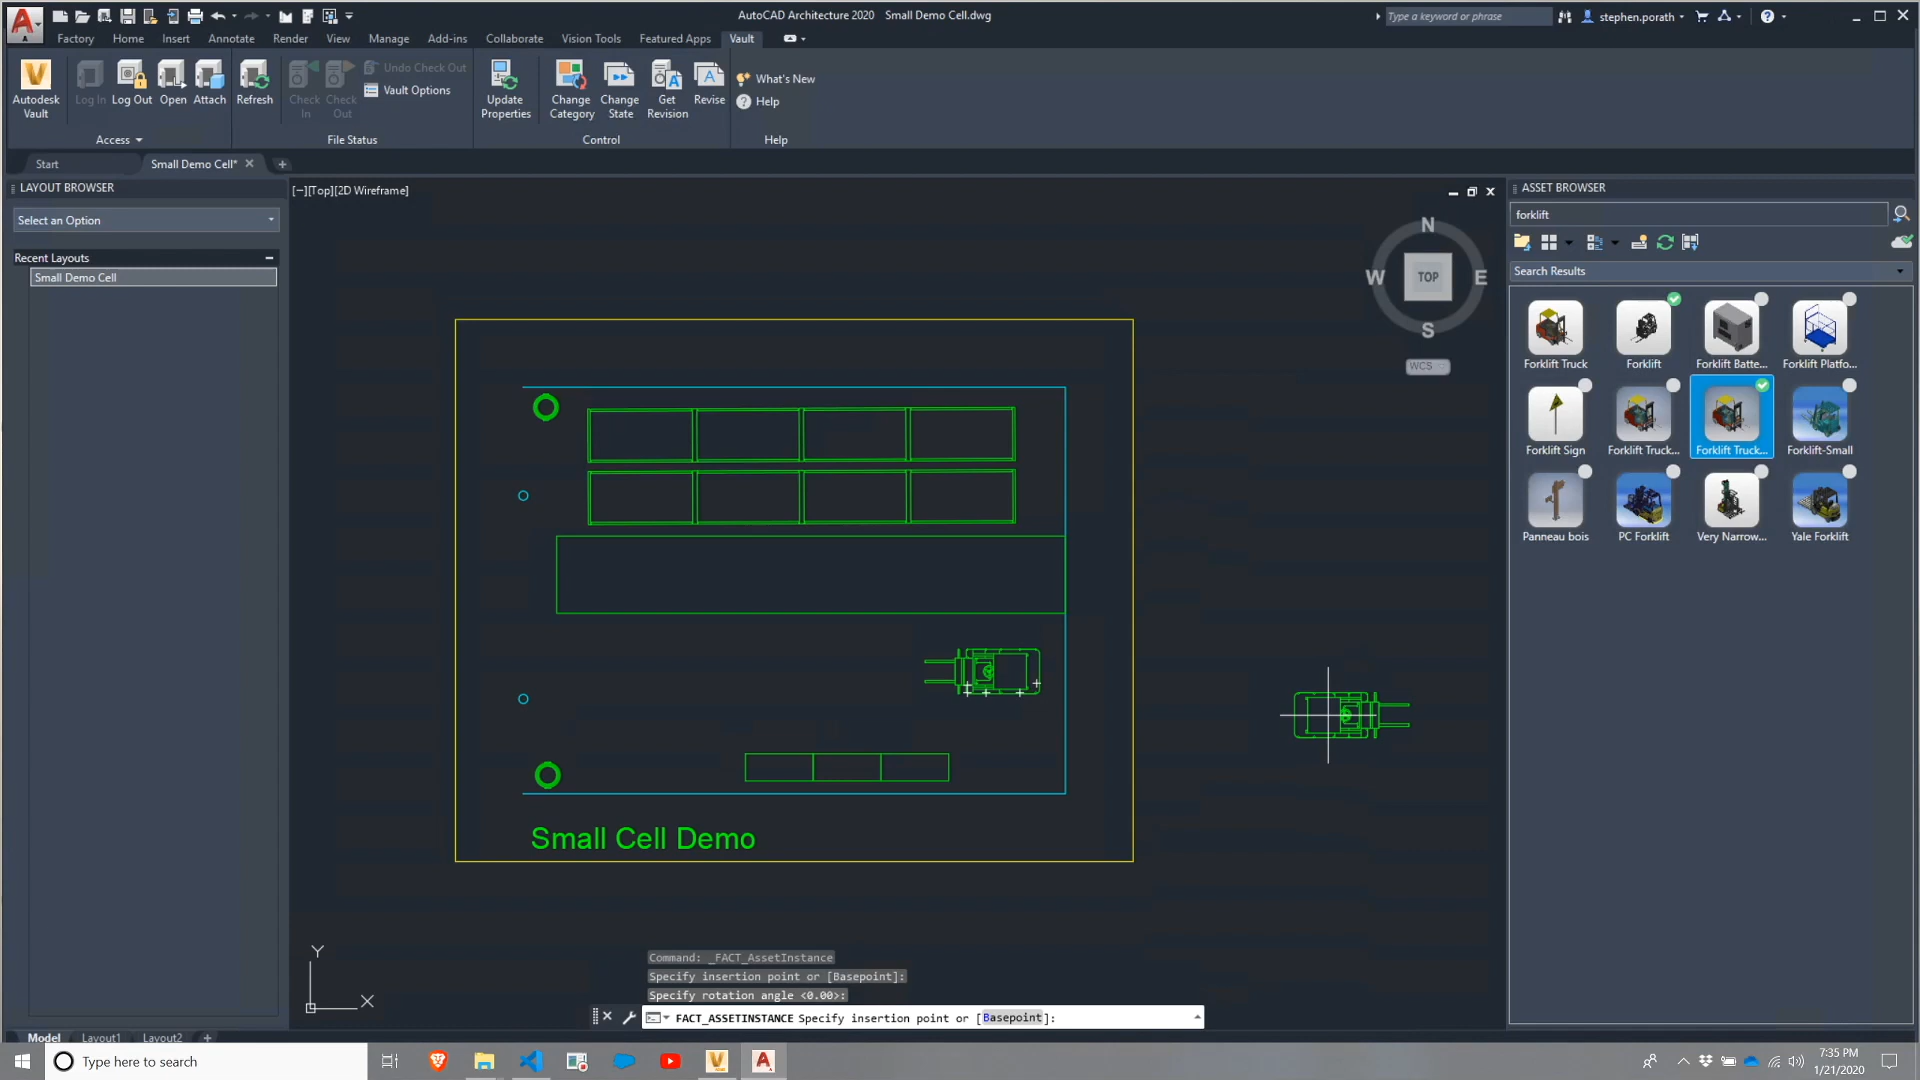 AutoCAD Architecture 2020 Small Demo Cell.dwg
Type a keyword or phrase
stephen.porath
Factory Home Insert Annotate Render View Manage Add-ins Collaborate Vision Tools Featured Apps Vault
Autodesk Vault
Log In
Log Out
Open
Attach
Refresh
Check In
Check Out
Undo Check Out
Vault Options
Update Properties
Change Category
Change State
Get Revision
Revise
What's New
Help
Access
File Status
Control
Help
Start
Small Demo Cell*
LAYOUT BROWSER
Select an Option
Recent Layouts
Small Demo Cell
[−][Top][2D Wireframe]
N
W
TOP
E
S
WCS
ASSET BROWSER
forklift
Search Results
Forklift Truck
Forklift
Forklift Batte...
Forklift Platfo...
Forklift Sign
Forklift Truck...
Forklift Truck...
Forklift-Small
Panneau bois
PC Forklift
Very Narrow...
Yale Forklift
Small Cell Demo
Y
X
Command: _FACT_AssetInstance
Specify insertion point or [Basepoint]:
Specify rotation angle <0.00>:
FACT_ASSETINSTANCE Specify insertion point or [Basepoint]:
Model Layout1 Layout2
Type here to search
7:35 PM
1/21/2020